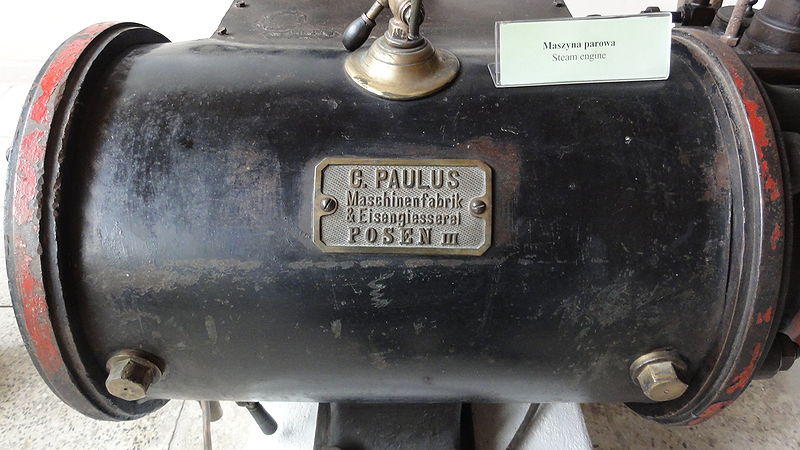 Maszyna parowa
Steam engine
C. PAULUS
Maschinenfabrik
& Eisengiesserei
POSEN III